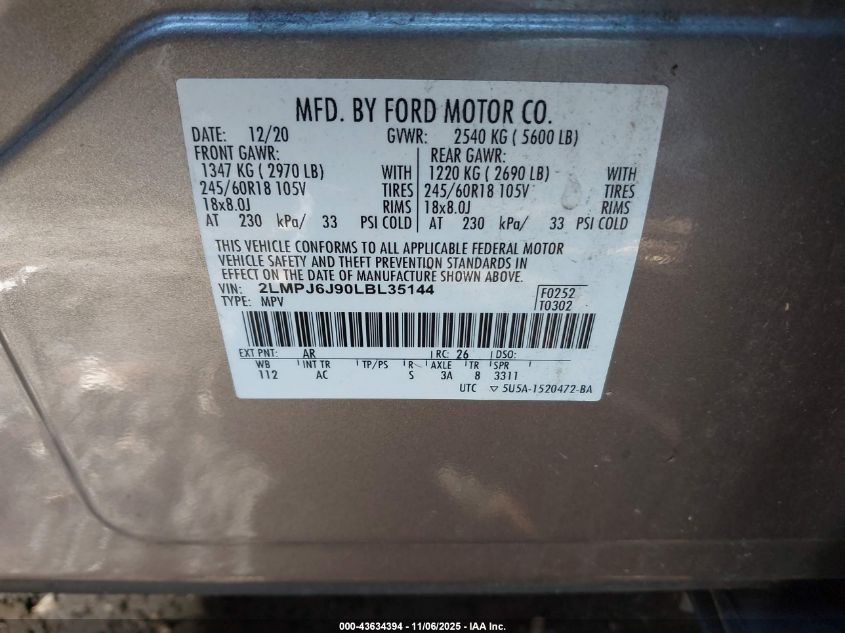 MFD. BY FORD MOTOR CO.
DATE: 12/20 GVWR: 2540 KG ( 5600 LB)
FRONT GAWR: REAR GAWR:
1347 KG ( 2970 LB) WITH 1220 KG ( 2690 LB) WITH
245/60R18 105V TIRES 245/60R18 105V TIRES
18x8.0J RIMS 18x8.0J RIMS
AT 230 kPa/ 33 PSI COLD AT 230 kPa/ 33 PSI COLD
THIS VEHICLE CONFORMS TO ALL APPLICABLE FEDERAL MOTOR
VEHICLE SAFETY AND THEFT PREVENTION STANDARDS IN
EFFECT ON THE DATE OF MANUFACTURE SHOWN ABOVE.
VIN: 2LMPJ6J90LBL35144 F0252
TYPE: MPV T0302
EXT PNT: AR RC: 26 DSO:
WB INT TR TP/PS R AXLE TR SPR
112 AC S 3A 8 3311
UTC ▽ 5U5A-1520472-BA
000-43634394 - 11/06/2025 - IAA Inc.